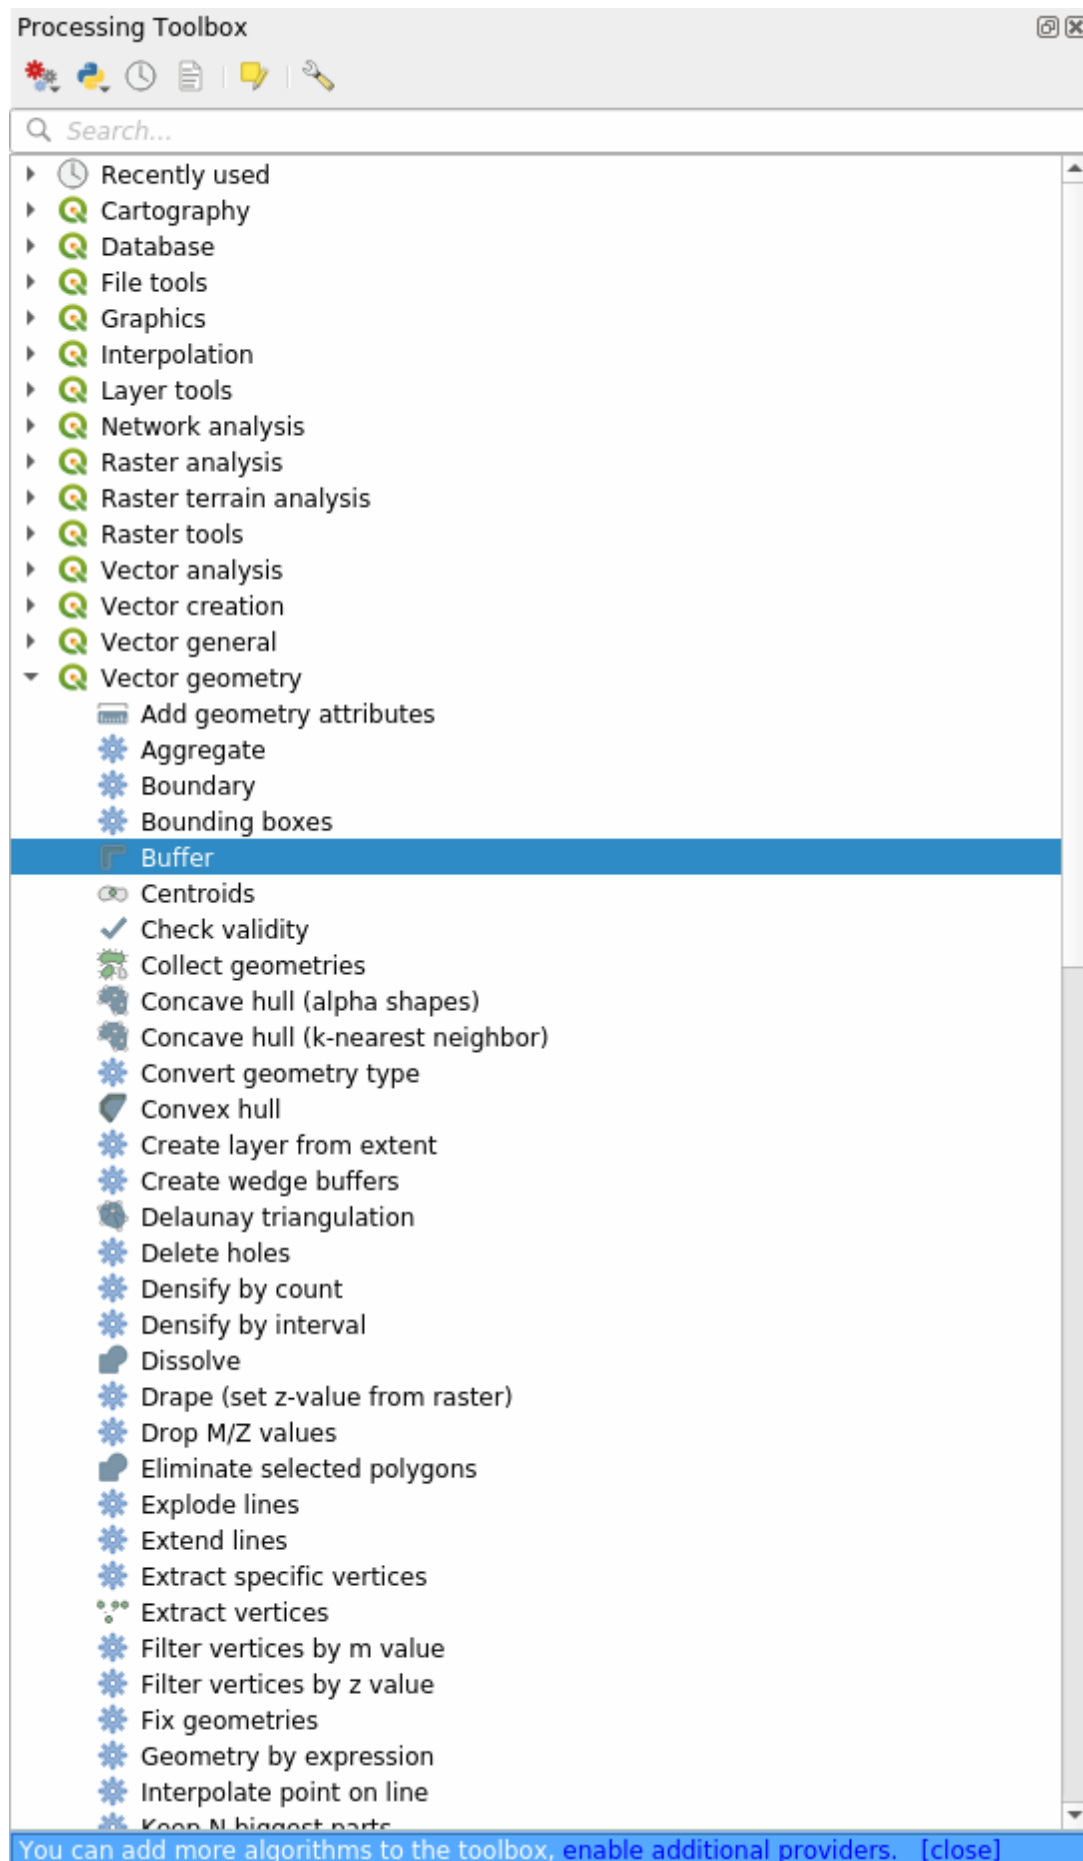 Processing Toolbox
Search...
Recently used
Cartography
Database
File tools
Graphics
Interpolation
Layer tools
Network analysis
Raster analysis
Raster terrain analysis
Raster tools
Vector analysis
Vector creation
Vector general
Vector geometry
Add geometry attributes
Aggregate
Boundary
Bounding boxes
Buffer
Centroids
Check validity
Collect geometries
Concave hull (alpha shapes)
Concave hull (k-nearest neighbor)
Convert geometry type
Convex hull
Create layer from extent
Create wedge buffers
Delaunay triangulation
Delete holes
Densify by count
Densify by interval
Dissolve
Drape (set z-value from raster)
Drop M/Z values
Eliminate selected polygons
Explode lines
Extend lines
Extract specific vertices
Extract vertices
Filter vertices by m value
Filter vertices by z value
Fix geometries
Geometry by expression
Interpolate point on line
Keep N biggest parts
You can add more algorithms to the toolbox, enable additional providers. [close]